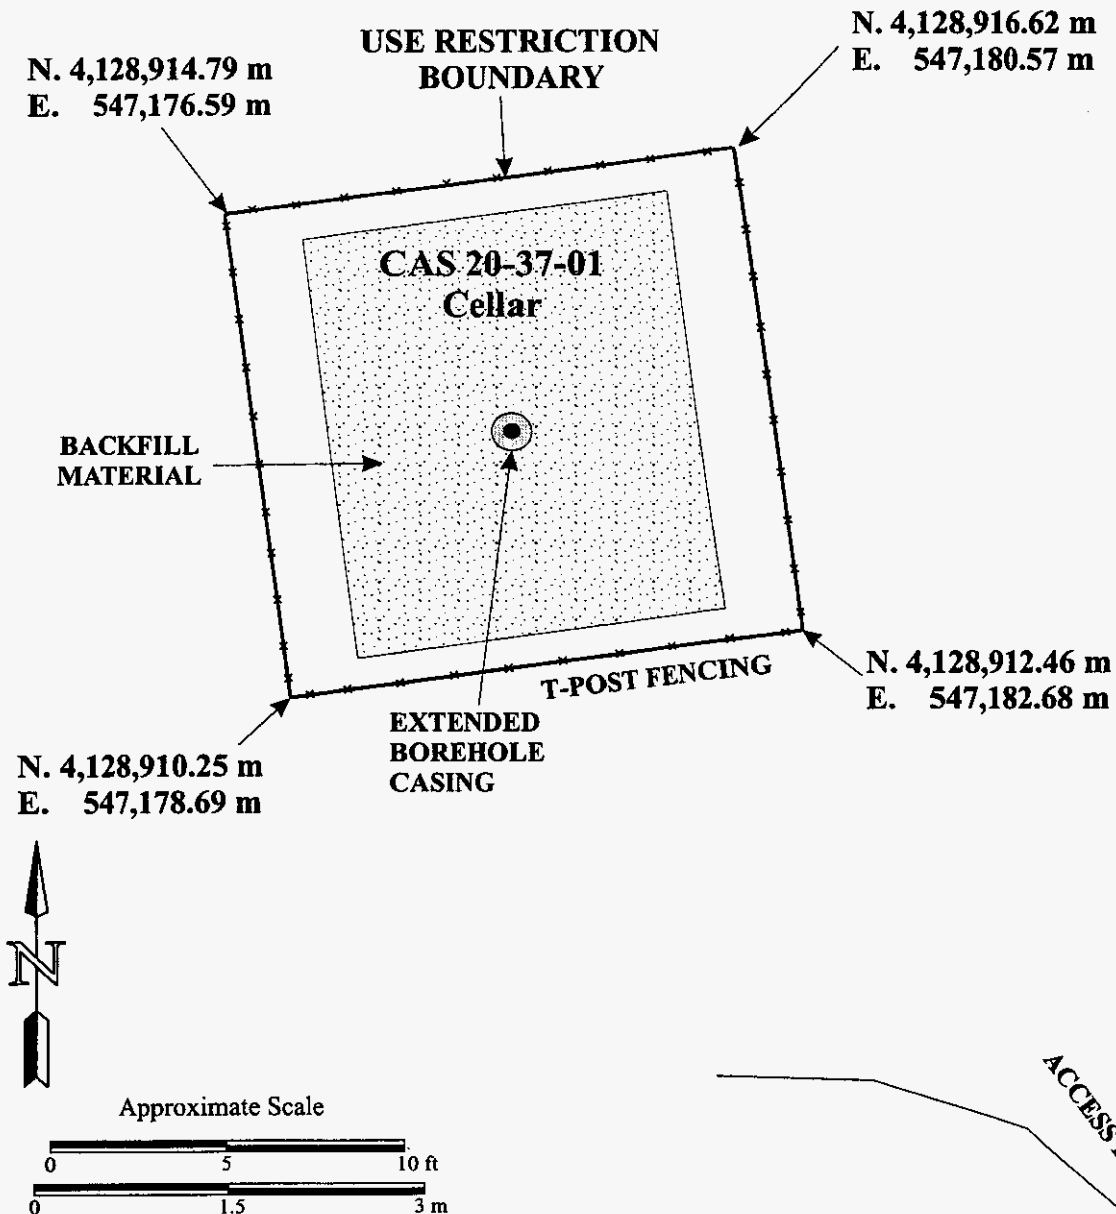 N. 4,128,914.79 m
E. 547,176.59 m
USE RESTRICTION
BOUNDARY
N. 4,128,916.62 m
E. 547,180.57 m
CAS 20-37-01
Cellar
BACKFILL
MATERIAL
T-POST FENCING
N. 4,128,912.46 m
E. 547,182.68 m
EXTENDED
BOREHOLE
CASING
N. 4,128,910.25 m
E. 547,178.69 m
N
Approximate Scale
0 5 10 ft
0 1.5 3 m
ACCESS